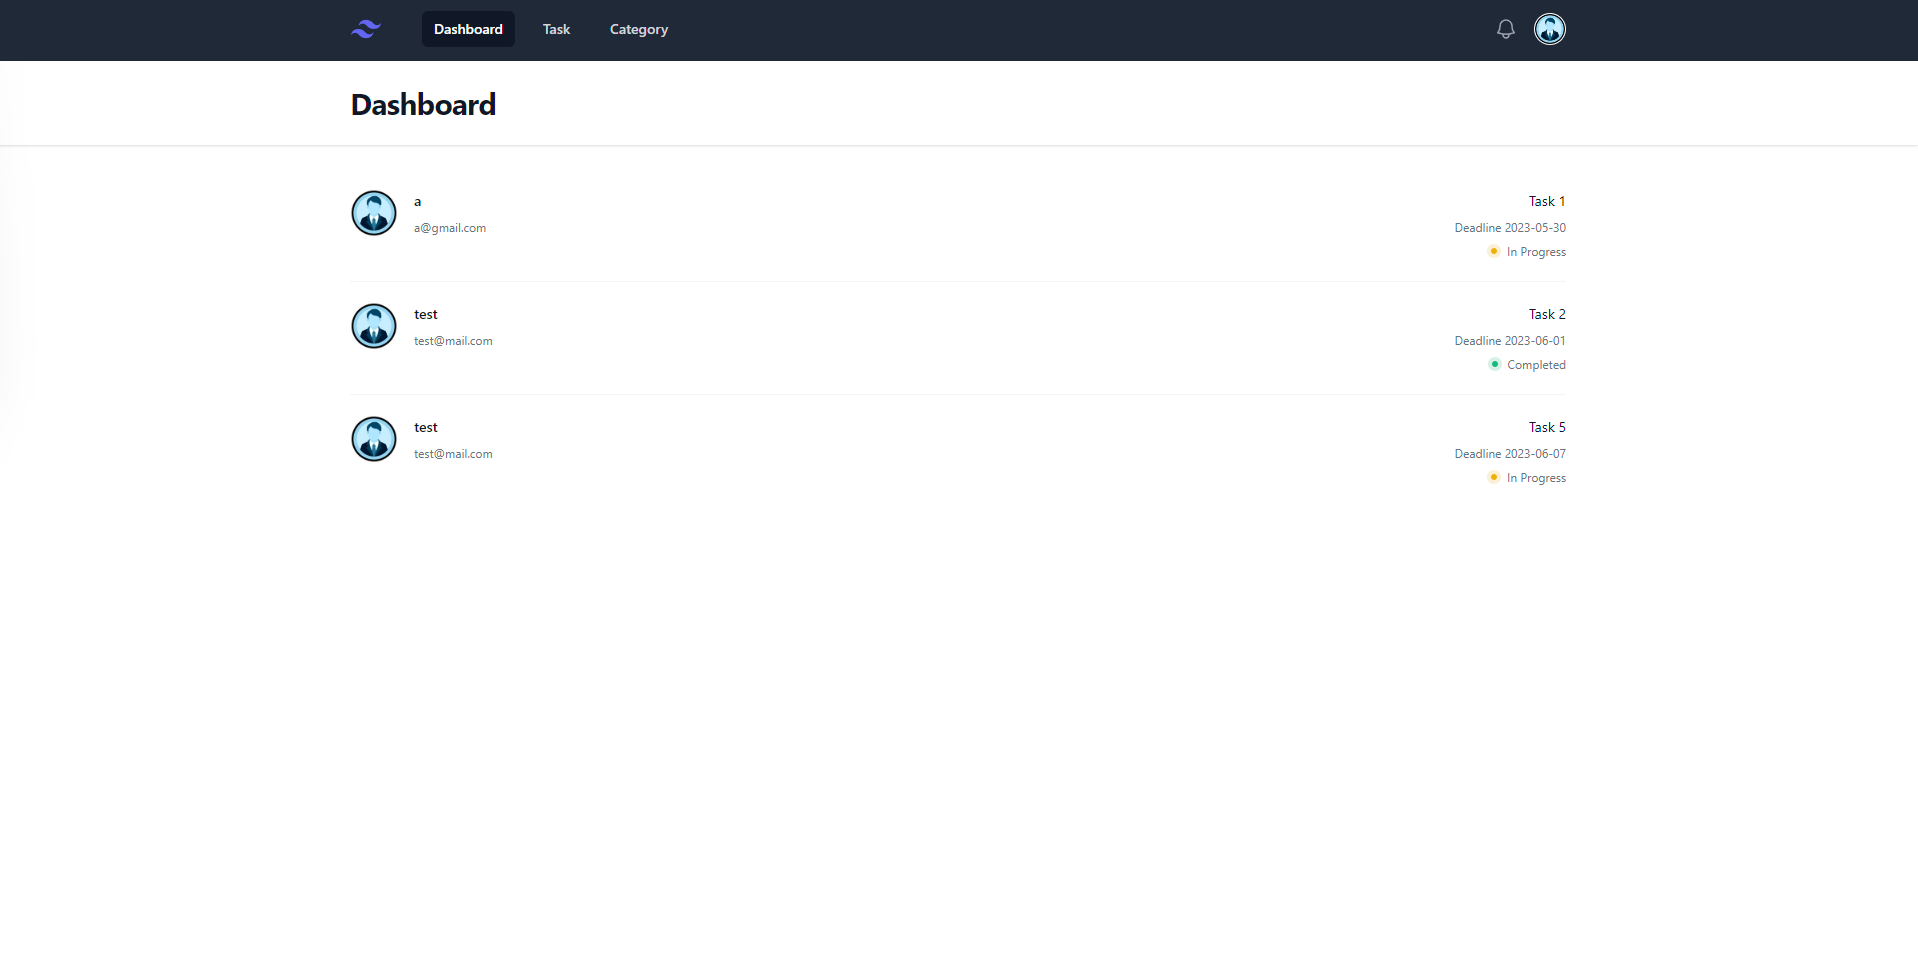 Dashboard Task Category
Dashboard
a
a@gmail.com
Task 1
Deadline 2023-05-30
In Progress
test
test@mail.com
Task 2
Deadline 2023-06-01
Completed
test
test@mail.com
Task 5
Deadline 2023-06-07
In Progress